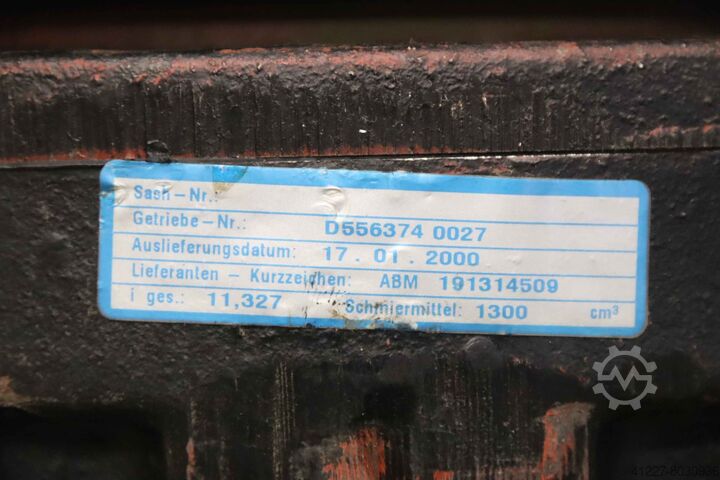 Sash-Nr.:
Getriebe-Nr.: D556374 0027
Auslieferungsdatum: 17.01.2000
Lieferanten-Kurzzeichen: ABM 191314509
i ges.: 11,327 Schmiermittel: 1300 cm³